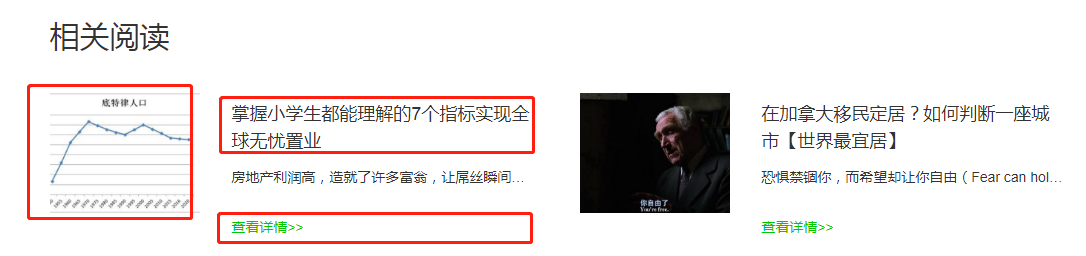 相关阅读
底特律人口
掌握小学生都能理解的7个指标实现全
球无忧置业
房地产利润高，造就了许多富翁，让屌丝瞬间...
查看详情>>
你自由了
You're free.
在加拿大移民定居？如何判断一座城
市【世界最宜居】
恐惧禁锢你，而希望却让你自由（Fear can hol...
查看详情>>